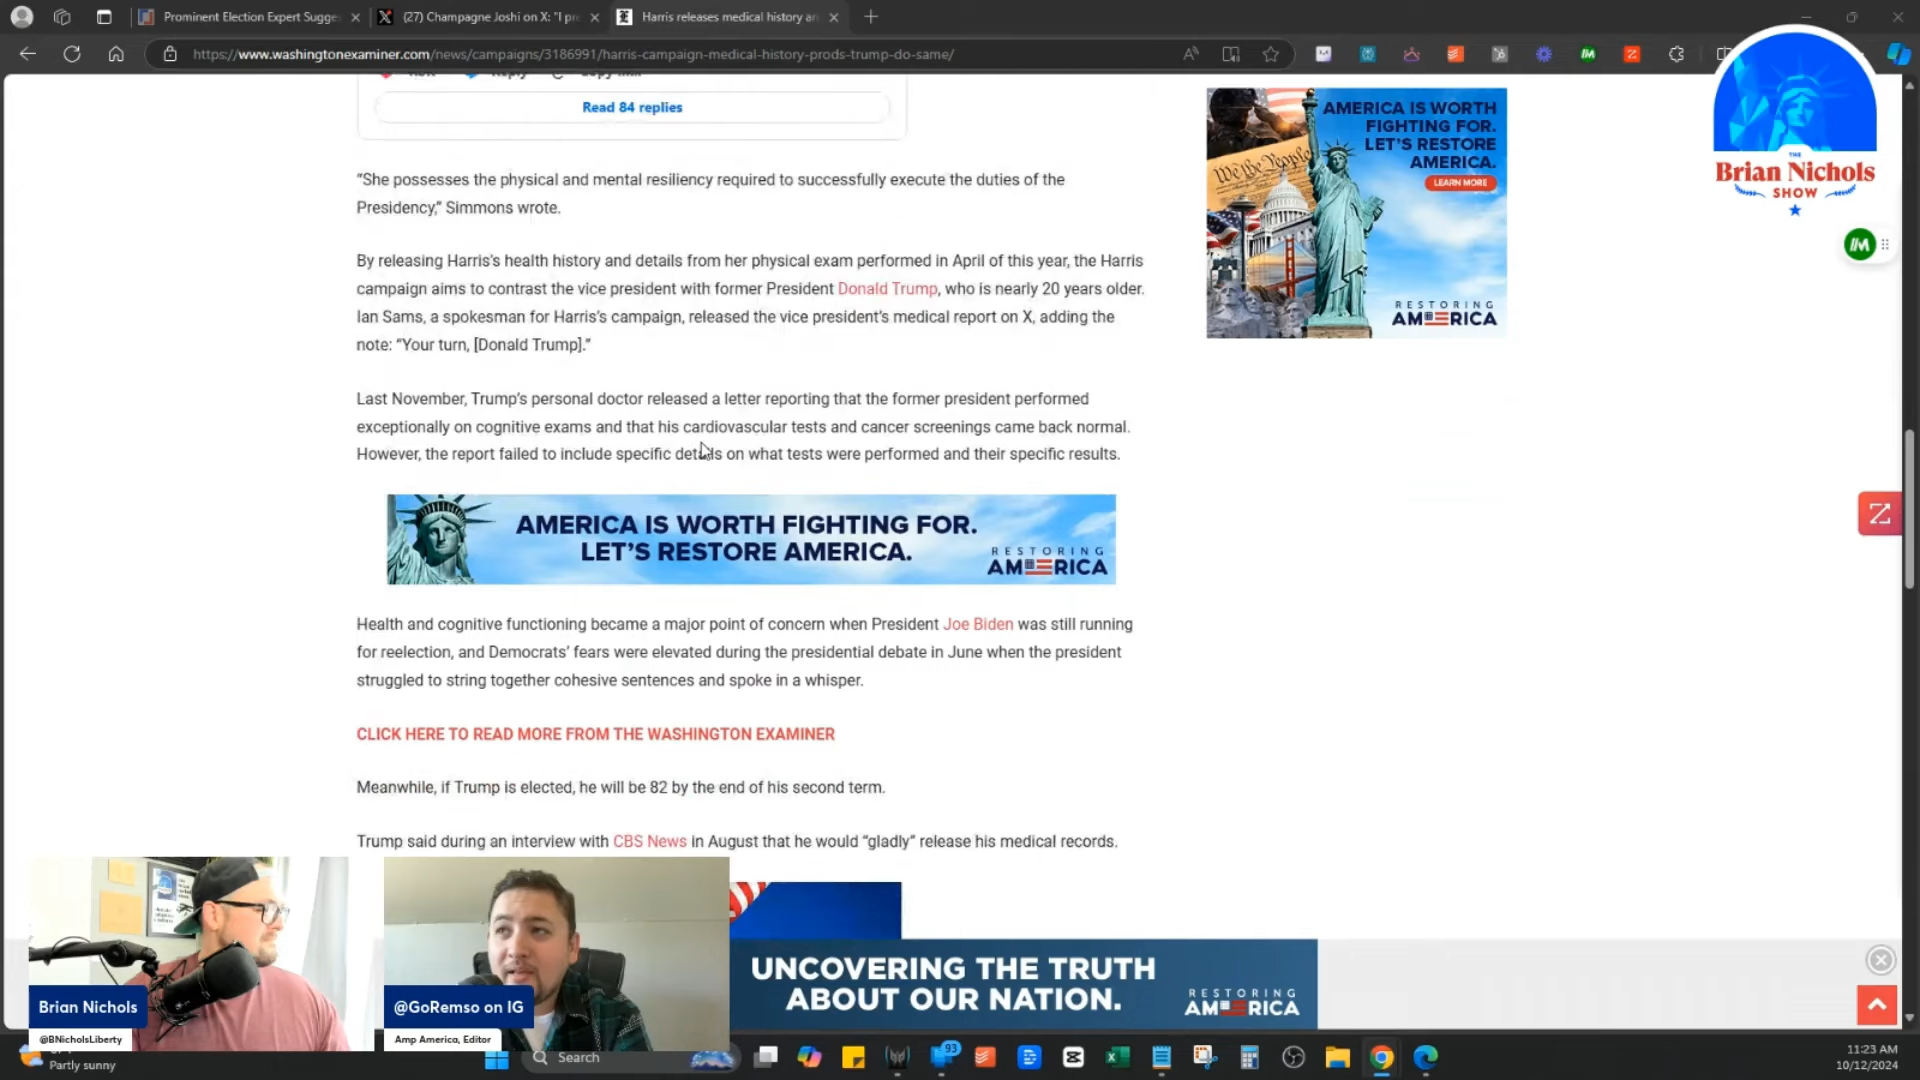 Prominent Election Expert Sugge
(27) Champagne Joshi on X: "I pr
Harris releases medical history an
https://www.washingtonexaminer.com/news/campaigns/3186991/harris-campaign-medical-history-prods-trump-do-same/
Read 84 replies
“She possesses the physical and mental resiliency required to successfully execute the duties of the
Presidency,” Simmons wrote.
By releasing Harris’s health history and details from her physical exam performed in April of this year, the Harris
campaign aims to contrast the vice president with former President Donald Trump, who is nearly 20 years older.
Ian Sams, a spokesman for Harris’s campaign, released the vice president’s medical report on X, adding the
note: “Your turn, [Donald Trump].”
Last November, Trump’s personal doctor released a letter reporting that the former president performed
exceptionally on cognitive exams and that his cardiovascular tests and cancer screenings came back normal.
However, the report failed to include specific details on what tests were performed and their specific results.
AMERICA IS WORTH FIGHTING FOR.
LET’S RESTORE AMERICA.
RESTORING
AMERICA
Health and cognitive functioning became a major point of concern when President Joe Biden was still running
for reelection, and Democrats’ fears were elevated during the presidential debate in June when the president
struggled to string together cohesive sentences and spoke in a whisper.
CLICK HERE TO READ MORE FROM THE WASHINGTON EXAMINER
Meanwhile, if Trump is elected, he will be 82 by the end of his second term.
Trump said during an interview with CBS News in August that he would “gladly” release his medical records.
AMERICA IS WORTH
FIGHTING FOR.
LET’S RESTORE
AMERICA.
LEARN MORE
We the People
RESTORING
AMERICA
THE
Brian Nichols
SHOW
UNCOVERING THE TRUTH
ABOUT OUR NATION.
RESTORING
AMERICA
Brian Nichols
@BNicholsLiberty
@GoRemso on IG
Amp America, Editor
Partly sunny
Search
93
11:23 AM
10/12/2024